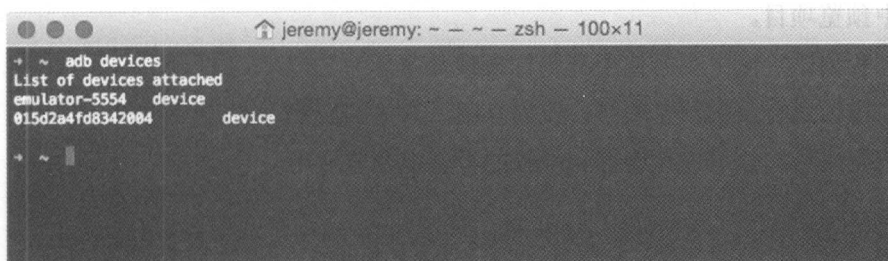 jeremy@jeremy: ~ — ~ — zsh — 100×11
→ ~ adb devices
List of devices attached
emulator-5554 device
015d2a4fd8342004 device
→ ~